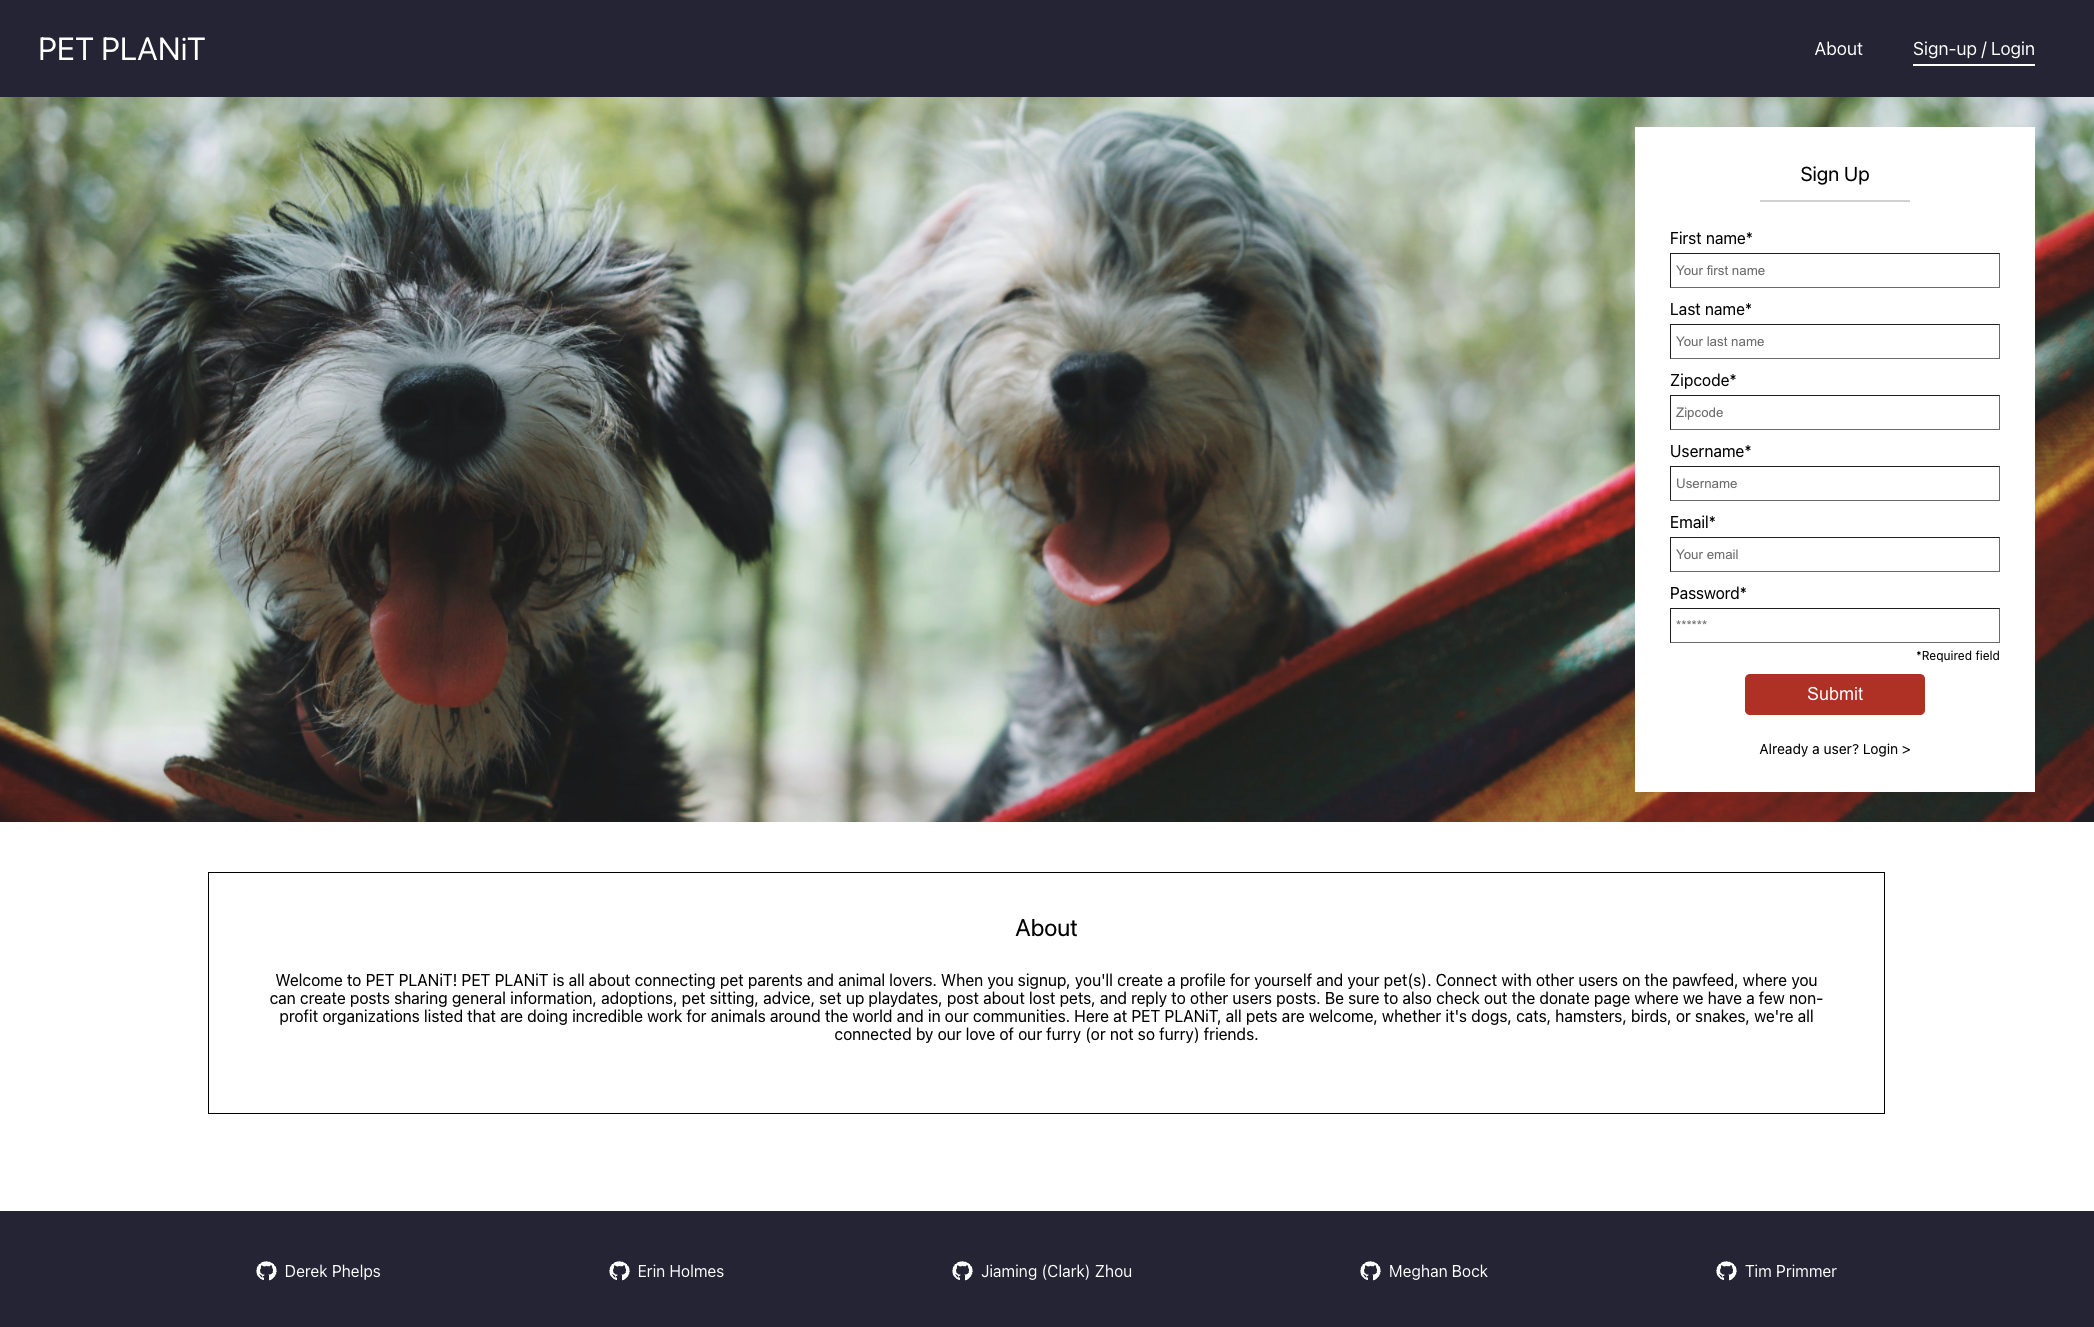 PET PLANiT
About
Sign-up / Login
Sign Up
First name*
Your first name
Last name*
Your last name
Zipcode*
Zipcode
Username*
Username
Email*
Your email
Password*
******
*Required field
Submit
Already a user? Login >
About
Welcome to PET PLANiT! PET PLANiT is all about connecting pet parents and animal lovers. When you signup, you'll create a profile for yourself and your pet(s). Connect with other users on the pawfeed, where you
can create posts sharing general information, adoptions, pet sitting, advice, set up playdates, post about lost pets, and reply to other users posts. Be sure to also check out the donate page where we have a few non-
profit organizations listed that are doing incredible work for animals around the world and in our communities. Here at PET PLANiT, all pets are welcome, whether it's dogs, cats, hamsters, birds, or snakes, we're all
connected by our love of our furry (or not so furry) friends.
Derek Phelps
Erin Holmes
Jiaming (Clark) Zhou
Meghan Bock
Tim Primmer